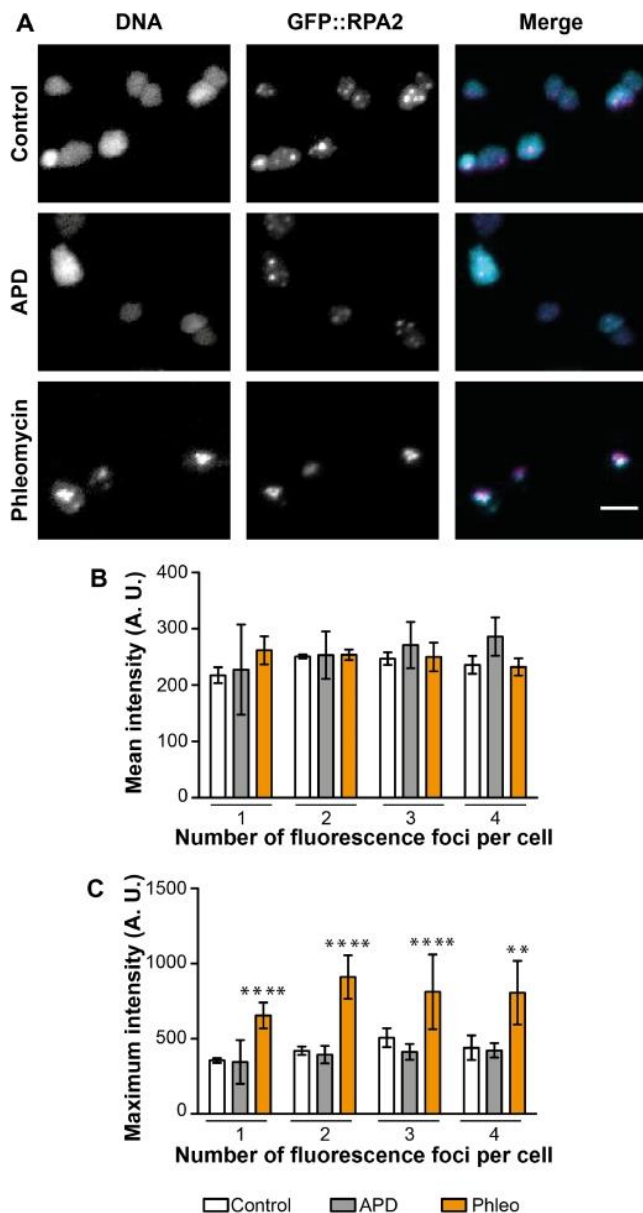 A
DNA GFP::RPA2 Merge
Control
APD
Phleomycin
B
Mean intensity (A. U.)
400
300
200
100
0
1 2 3 4
Number of fluorescence foci per cell
C
Maximum intensity (A. U.)
1500
1000
500
0
**** **** **** **
1 2 3 4
Number of fluorescence foci per cell
Control APD Phleo